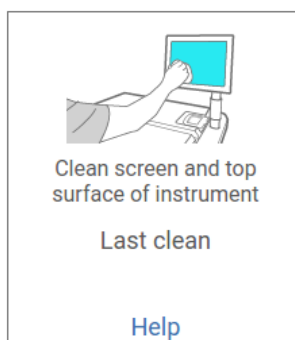 Clean screen and top
surface of instrument
Last clean
Help